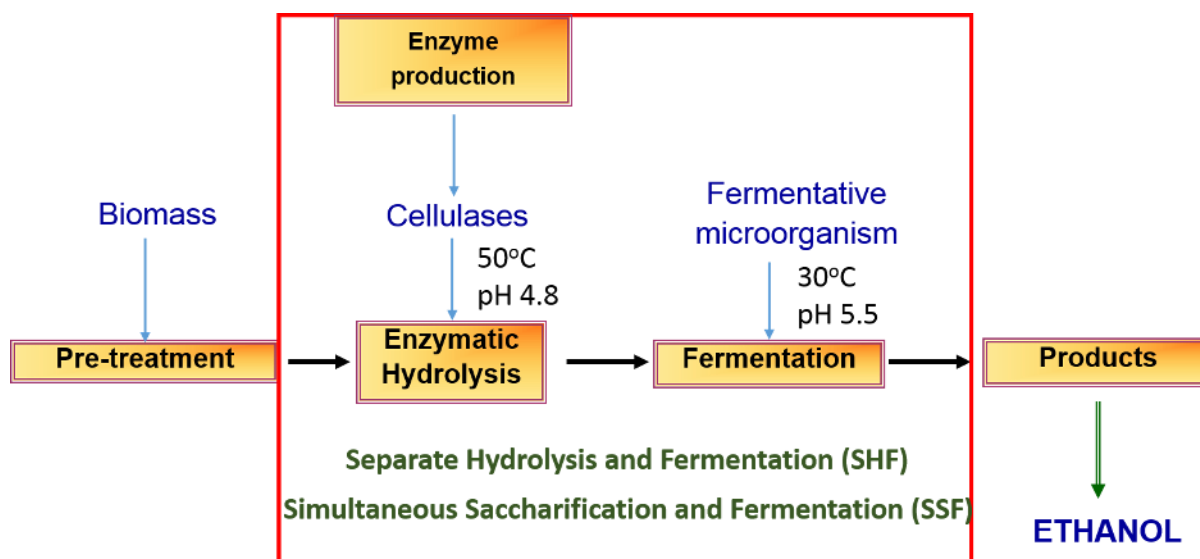 Enzyme
production
Biomass
Cellulases
Fermentative
microorganism
50°C
pH 4.8
30°C
pH 5.5
Pre-treatment
Enzymatic
Hydrolysis
Fermentation
Products
Separate Hydrolysis and Fermentation (SHF)
Simultaneous Saccharification and Fermentation (SSF)
ETHANOL